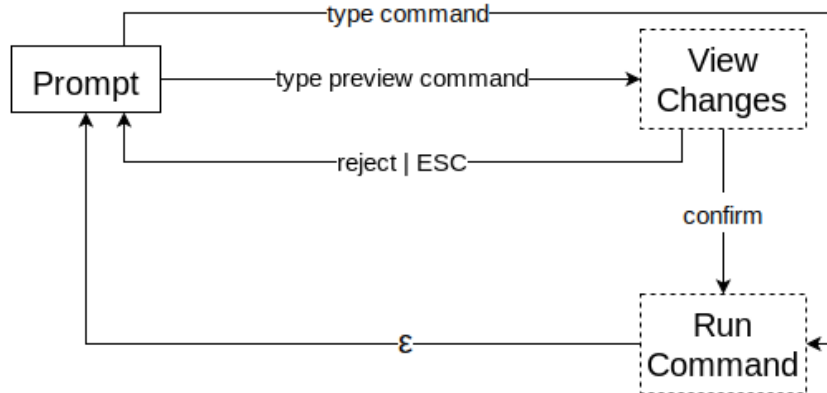 type command
View
Changes
Prompt
type preview command
reject | ESC
confirm
Run
Command
ε